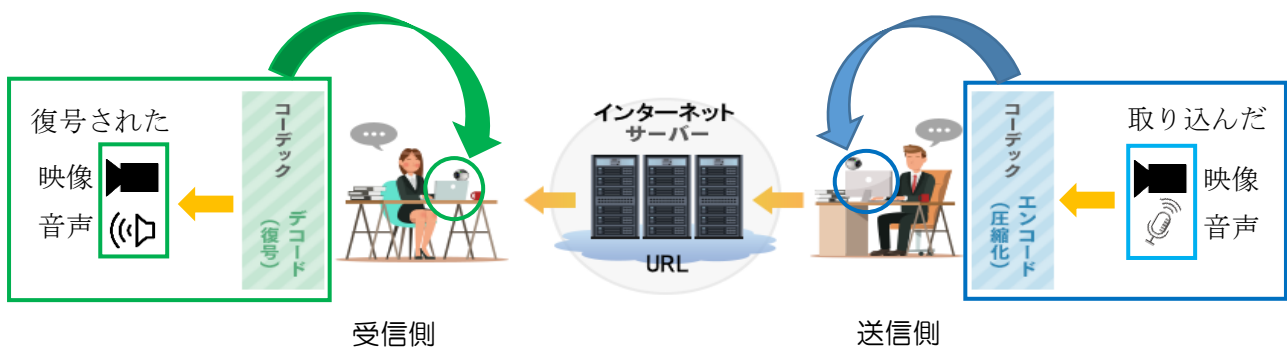 復号された
映像
音声
コーデック
デコード
(復号)
インターネット
サーバー
URL
コーデック
エンコード
(圧縮化)
取り込んだ
映像
音声
受信側
送信側